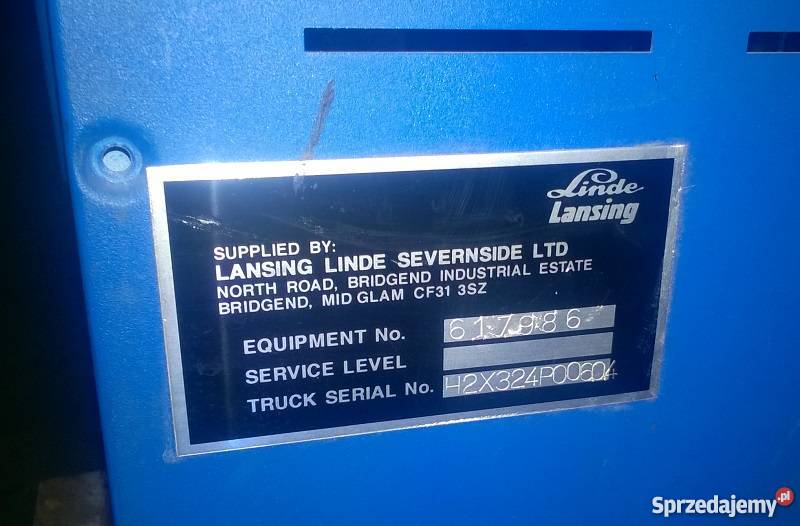 Linde
Lansing
SUPPLIED BY:
LANSING LINDE SEVERNSIDE LTD
NORTH ROAD, BRIDGEND INDUSTRIAL ESTATE
BRIDGEND, MID GLAM CF31 3SZ
EQUIPMENT No. 617986
SERVICE LEVEL
TRUCK SERIAL No. H2X324P00604
Sprzedajemy.pl